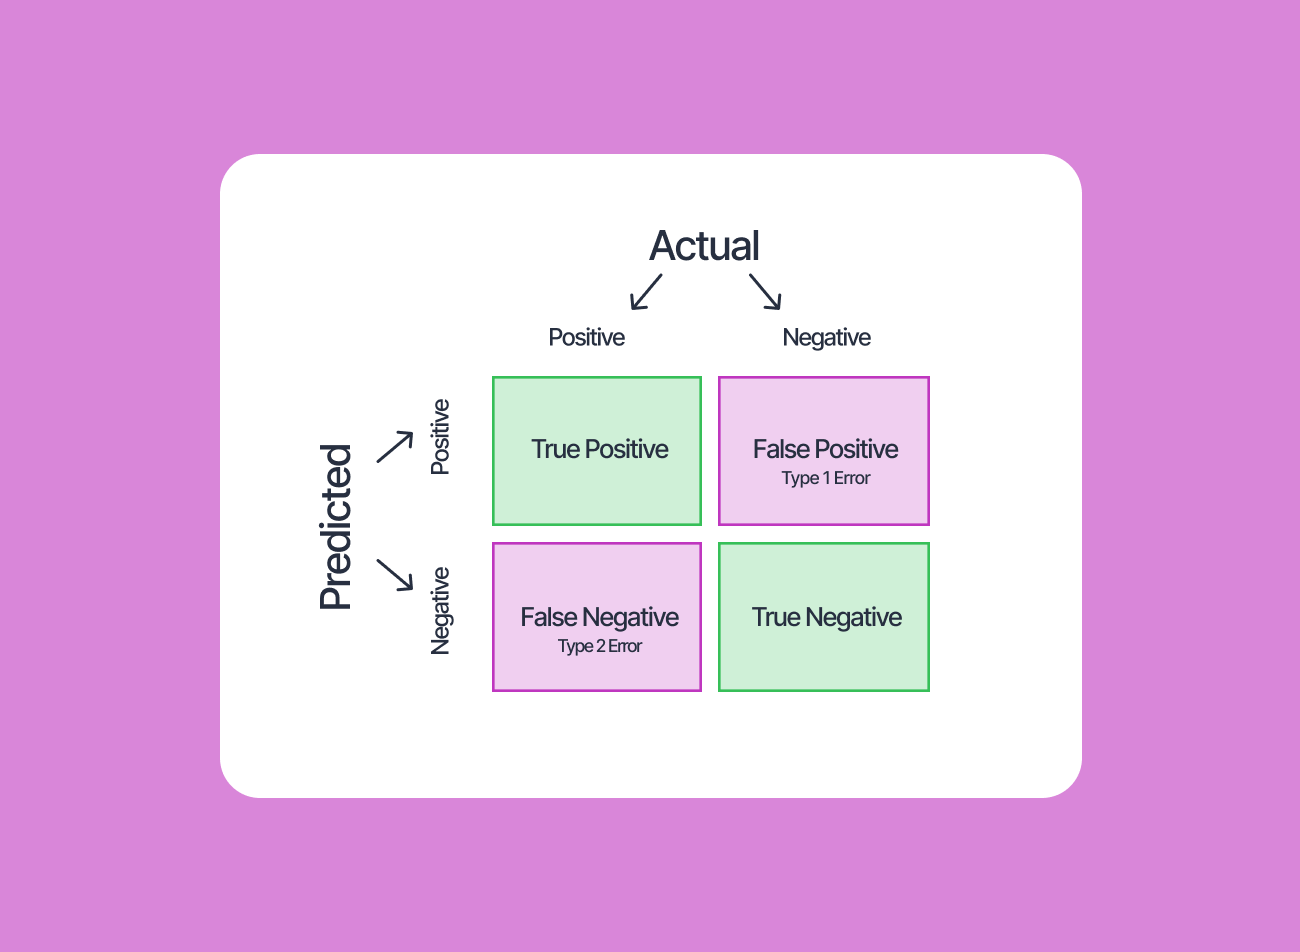 Actual
Positive
Negative
Predicted
Positive
True Positive
False Positive
Type 1 Error
Negative
False Negative
Type 2 Error
True Negative